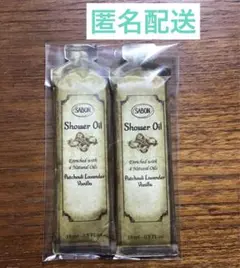 匿名配送
SABON
Shower Oil
Enriched with
4 Natural Oils
Patchouli Lavender
Vanilla
SABON
Shower Oil
Enriched with
4 Natural Oils
Patchouli Lavender
Vanilla